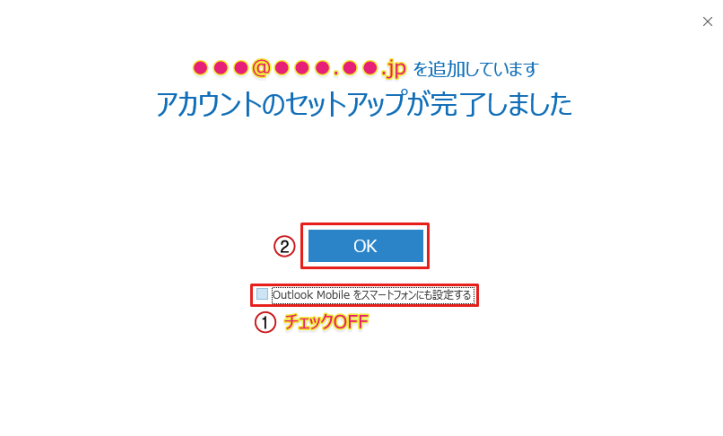 ●●●@●●●.●●.jp を追加しています
アカウントのセットアップが完了しました
② OK
Outlook Mobile をスマートフォンにも設定する
① チェックOFF